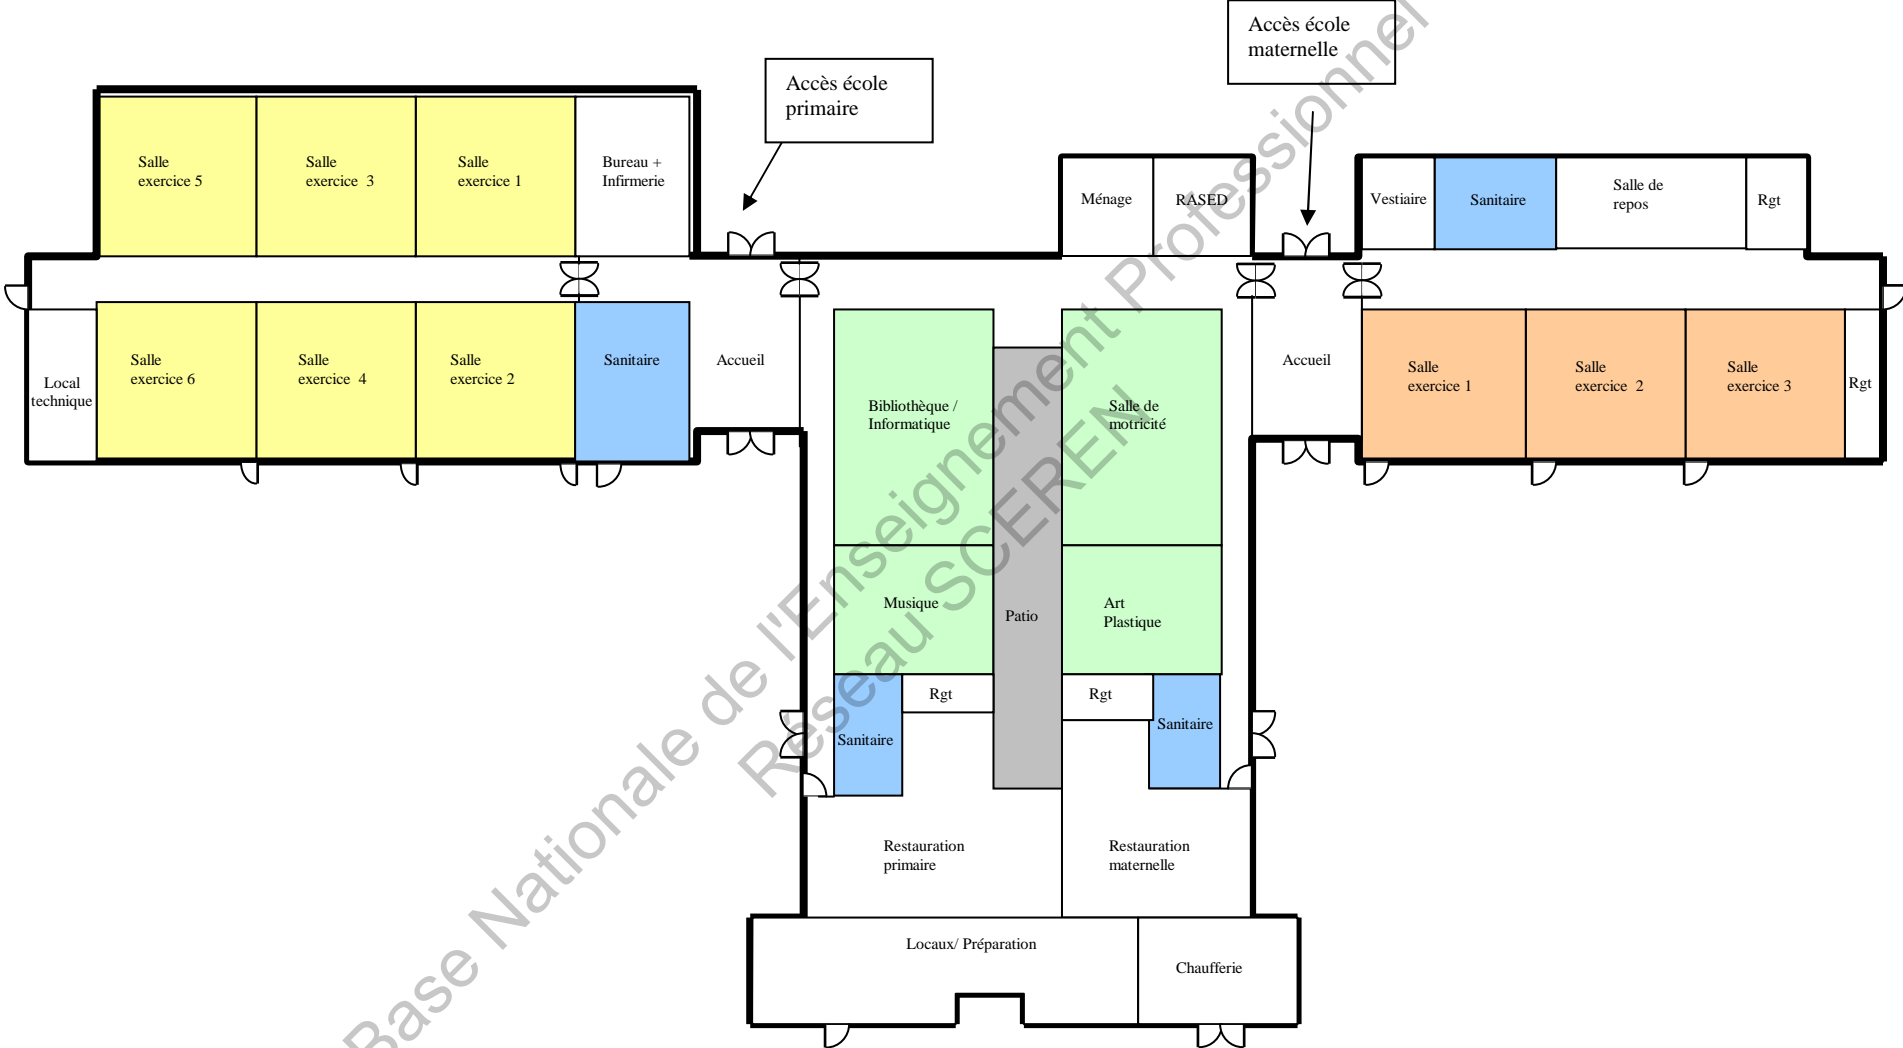 Accès école
maternelle
Accès école
primaire
Salle
exercice 5
Salle
exercice 3
Salle
exercice 1
Bureau +
Infirmerie
Ménage
RASED
Vestiaire
Sanitaire
Salle de
repos
Rgt
Local
technique
Salle
exercice 6
Salle
exercice 4
Salle
exercice 2
Sanitaire
Accueil
Bibliothèque /
Informatique
Salle de
motricité
Accueil
Salle
exercice 1
Salle
exercice 2
Salle
exercice 3
Rgt
Musique
Patio
Art
Plastique
Rgt
Rgt
Sanitaire
Sanitaire
Restauration
primaire
Restauration
maternelle
Locaux/ Préparation
Chaufferie
Base Nationale de l'Enseignement Professionnel
Réseau SCEREN